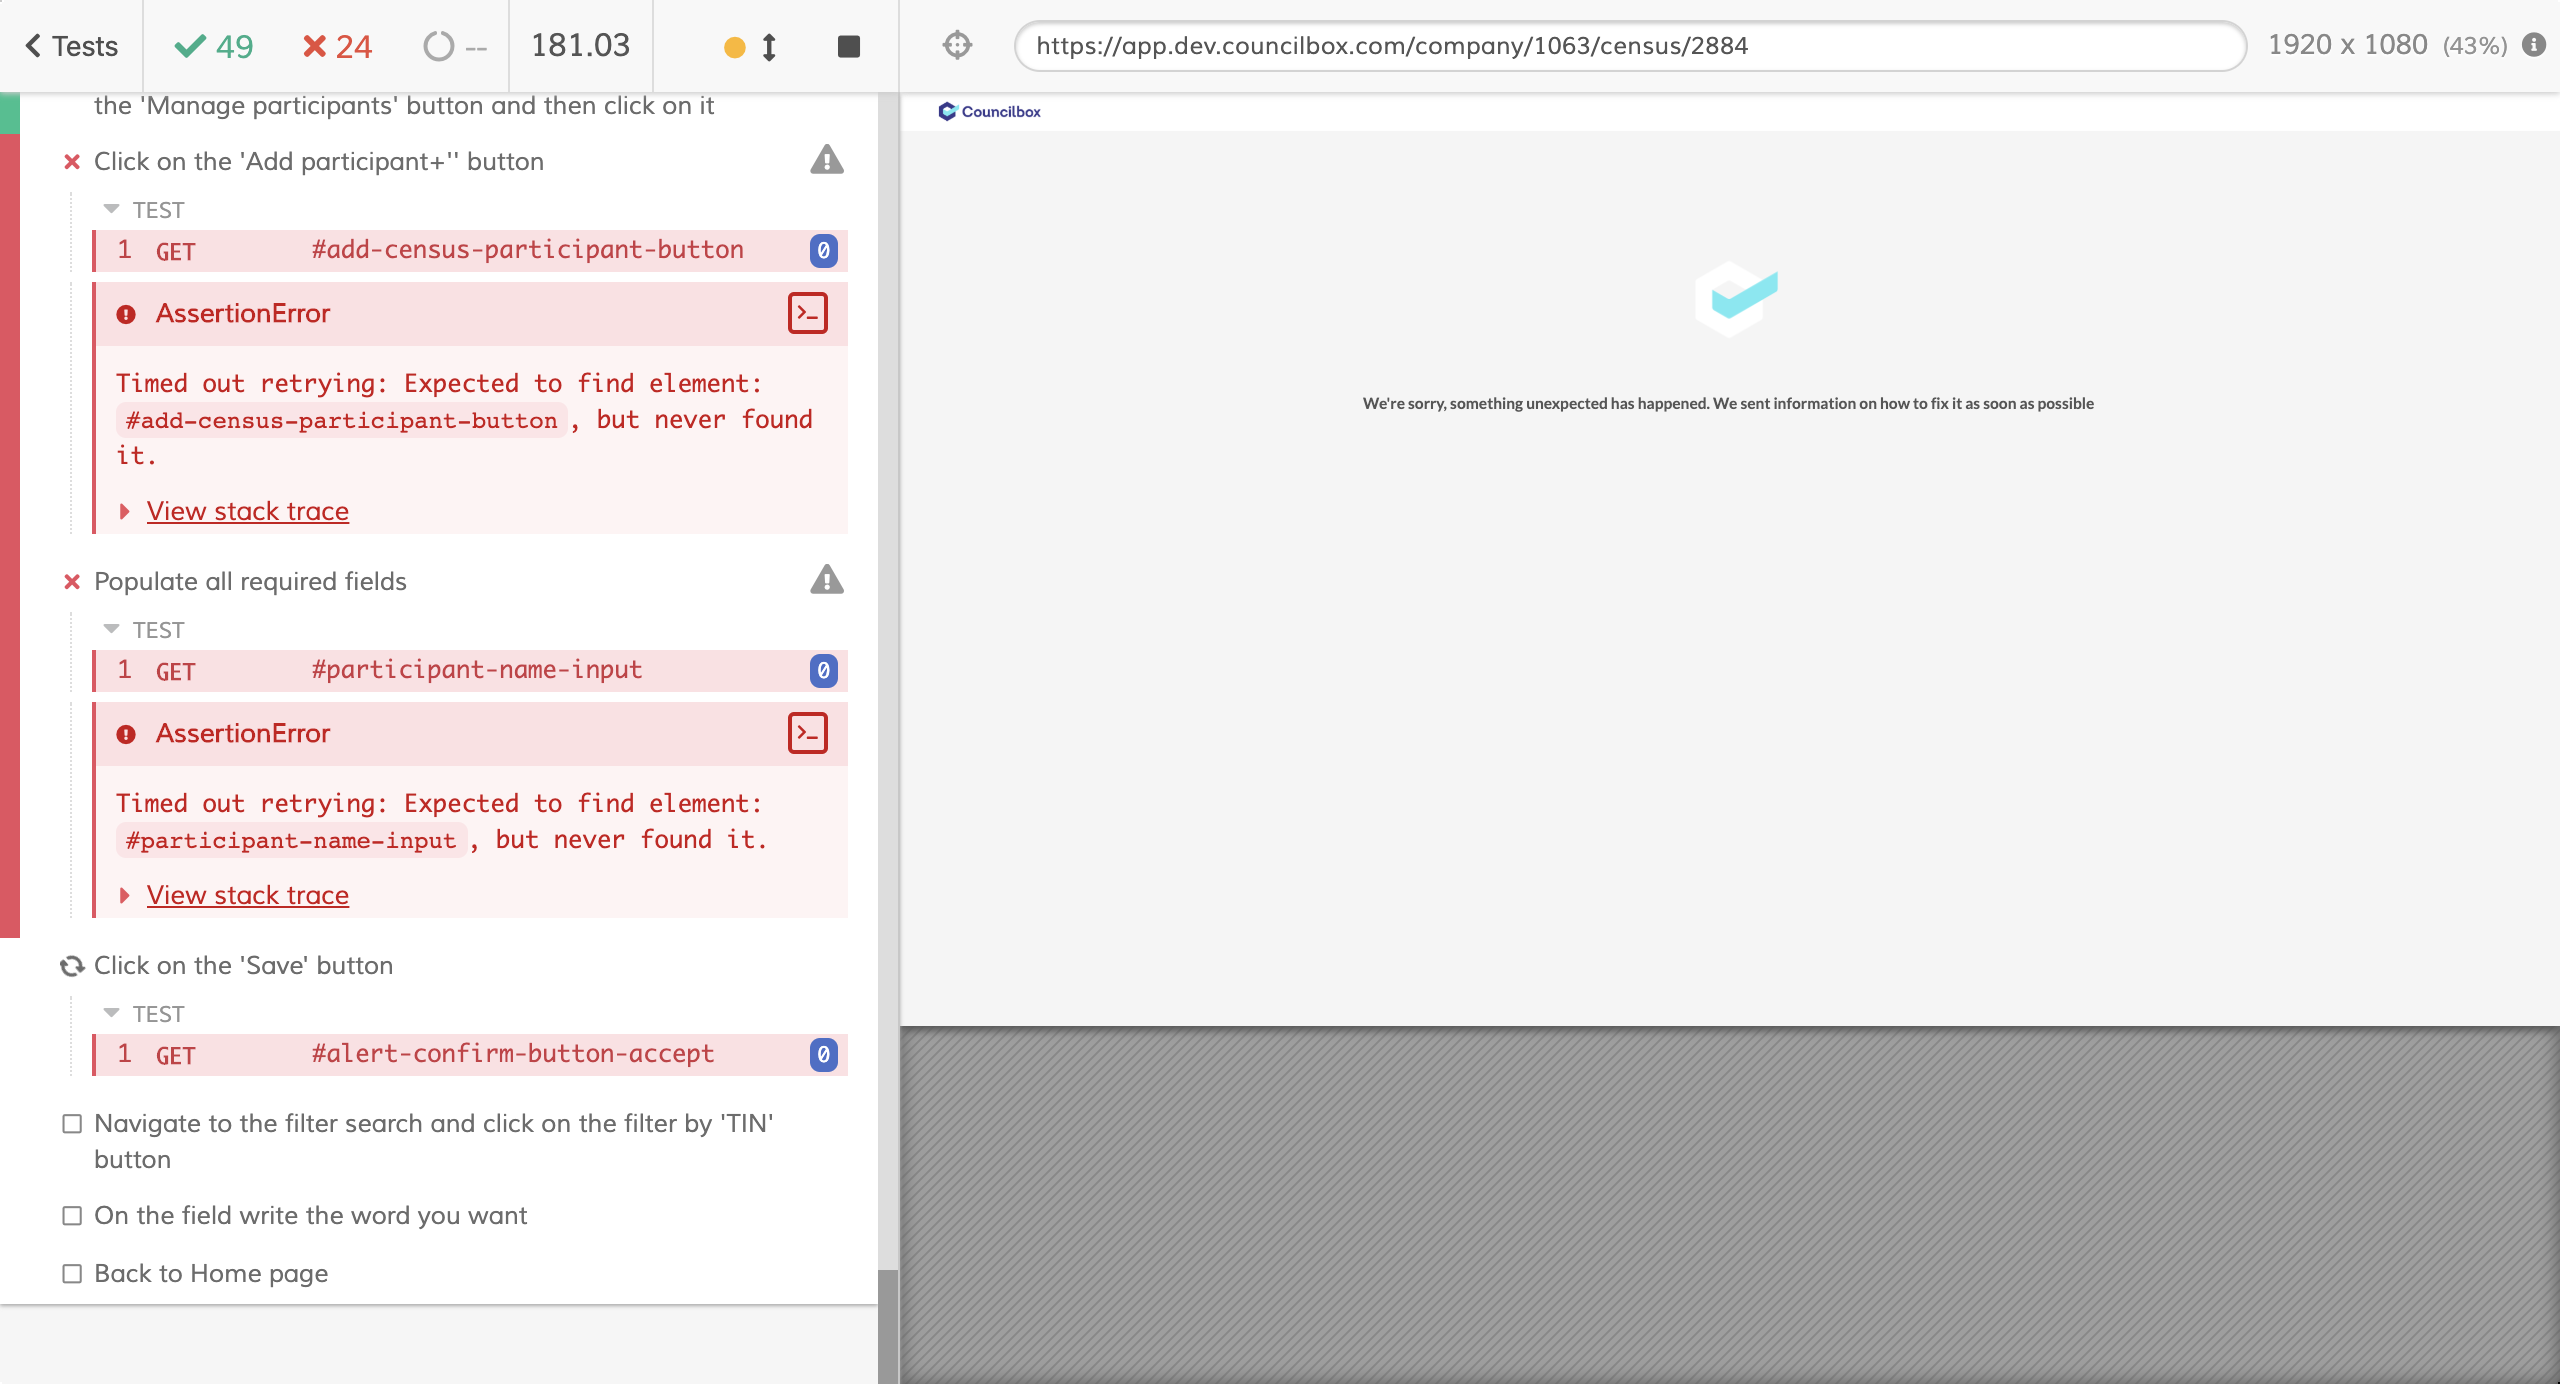 Tests
49
24
--
181.03
https://app.dev.councilbox.com/company/1063/census/2884
1920 x 1080 (43%)
the 'Manage participants' button and then click on it
Click on the 'Add participant+'' button
TEST
1 GET #add-census-participant-button 0
AssertionError
Timed out retrying: Expected to find element:
#add-census-participant-button, but never found
it.
View stack trace
Populate all required fields
TEST
1 GET #participant-name-input 0
AssertionError
Timed out retrying: Expected to find element:
#participant-name-input, but never found it.
View stack trace
Click on the 'Save' button
TEST
1 GET #alert-confirm-button-accept 0
Navigate to the filter search and click on the filter by 'TIN'
button
On the field write the word you want
Back to Home page
Councilbox
We're sorry, something unexpected has happened. We sent information on how to fix it as soon as possible